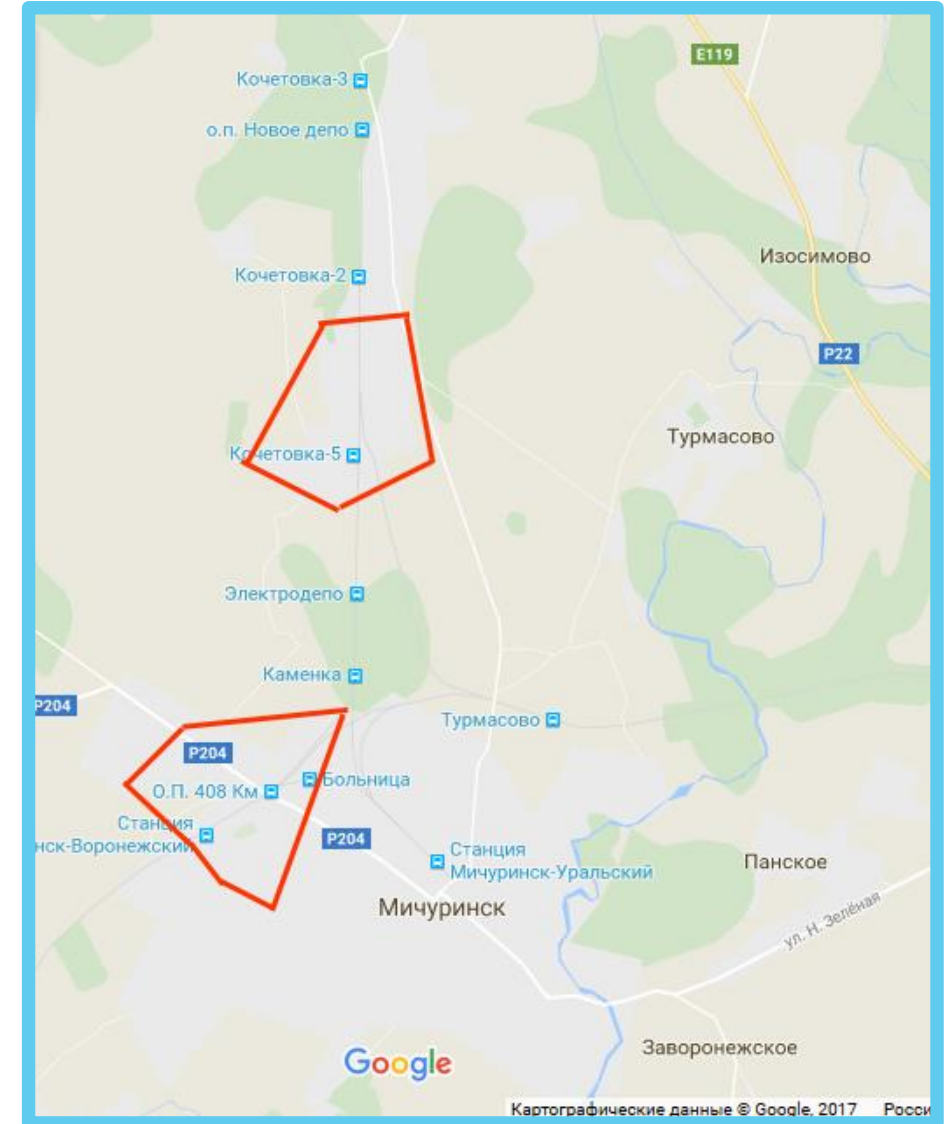 E119
Кочетовка-3
о.п. Новое депо
Изосимово
Кочетовка-2
P22
Турмасово
Кочетовка-5
Электродепо
Каменка
P204
Турмасово
P204
Больница
О.П. 408 Км
Станция
нск-Воронежский
P204
Станция
Мичуринск-Уральский
Панское
Мичуринск
ул. Н. Зелёная
Заворонежское
Google
Картографические данные © Google, 2017 Росси